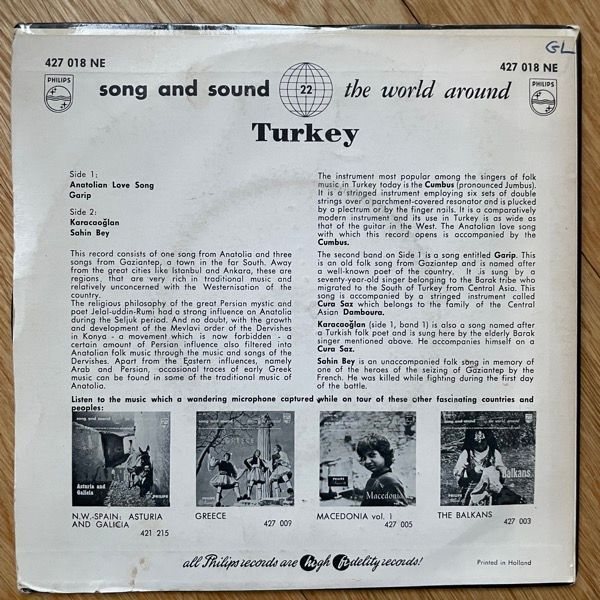 GL
427 018 NE
427 018 NE
PHILIPS
PHILIPS
song and sound 22 the world around
Turkey
Side 1:
Anatolian Love Song
Garip
Side 2:
Karacaoğlan
Sahin Bey
This record consists of one song from Anatolia and three
songs from Gaziantep, a town in the far South. Away
from the great cities like Istanbul and Ankara, these are
regions, that are very rich in traditional music and
relatively unconcerned with the Westernisation of the
country.
The religious philosophy of the great Persian mystic and
poet Jelal-uddin-Rumi had a strong influence on Anatolia
during the Seljuk period. And no doubt, with the growth
and development of the Mevlavi order of the Dervishes
in Konya - a movement which is now forbidden - a
certain amount of Persian influence also filtered into
Anatolian folk music through the music and songs of the
Dervishes. Apart from the Eastern influences, namely
Arab and Persian, occasional traces of early Greek
music can be found in some of the traditional music of
Anatolia.
The instrument most popular among the singers of folk
music in Turkey today is the Cumbus (pronounced Jumbus).
It is a stringed instrument employing six sets of double
strings over a parchment-covered resonator and is plucked
by a plectrum or by the finger nails. It is a comparatively
modern instrument and its use in Turkey is as wide as
that of the guitar in the West. The Anatolian love song
with which this record opens is accompanied by the
Cumbus.
The second band on Side 1 is a song entitled Garip. This
is an old folk song from Gaziantep and is named after
a well-known poet of the country. It is sung by a
seventy-year-old singer belonging to the Barak tribe who
migrated to the South of Turkey from Central Asia. This
song is accompanied by a stringed instrument called
Cura Saz which belongs to the family of the Central
Asian Damboura.
Karacaoğlan (side 1, band 1) is also a song named after
a Turkish folk poet and is sung here by the elderly Barak
singer mentioned above. He accompanies himself on a
Cura Saz.
Sahin Bey is an unaccompanied folk song in memory of
one of the heroes of the seizing of Gaziantep by the
French. He was killed while fighting during the first day
of the battle.
Listen to the music which a wandering microphone captured while on tour of these other fascinating countries and
peoples:
song and sound
Asturia and
Galicia
PHILIPS
song and sound
GREECE
Macedonia
song and sound the world around
Balkans
N.W.-SPAIN: ASTURIA
AND GALICIA
421 215
GREECE
427 009
MACEDONIA vol. 1
427 005
THE BALKANS
427 003
all Philips records are high fidelity records!
Printed in Holland